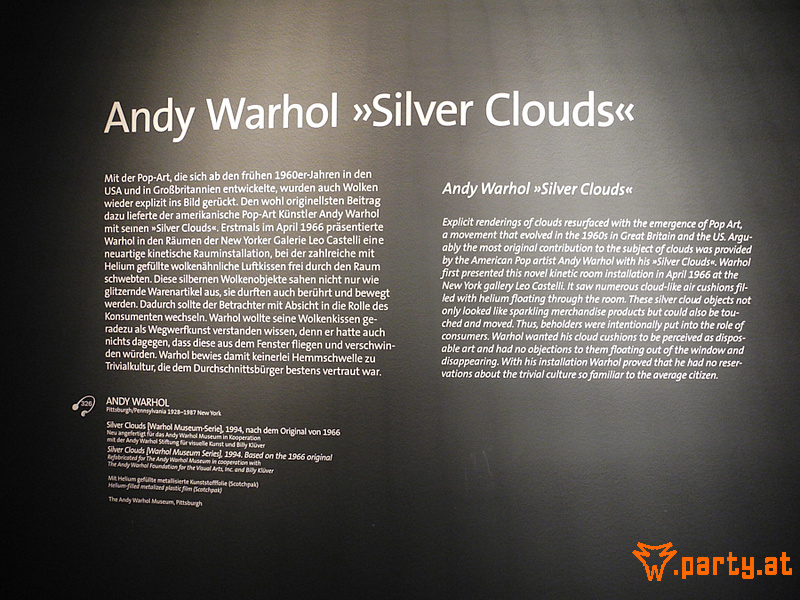 Andy Warhol »Silver Clouds«
Mit der Pop-Art, die sich ab den frühen 1960er-Jahren in den
USA und in Großbritannien entwickelte, wurden auch Wolken
wieder explizit ins Bild gerückt. Den wohl originellsten Beitrag
dazu lieferte der amerikanische Pop-Art Künstler Andy Warhol
mit seinen »Silver Clouds«. Erstmals im April 1966 präsentierte
Warhol in den Räumen der New Yorker Galerie Leo Castelli eine
neuartige kinetische Rauminstallation, bei der zahlreiche mit
Helium gefüllte wolkenähnliche Luftkissen frei durch den Raum
schwebten. Diese silbernen Wolkenobjekte sahen nicht nur wie
glitzernde Warenartikel aus, sie durften auch berührt und bewegt
werden. Dadurch sollte der Betrachter mit Absicht in die Rolle des
Konsumenten wechseln. Warhol wollte seine Wolkenkissen ge-
radezu als Wegwerfkunst verstanden wissen, denn er hatte auch
nichts dagegen, dass diese aus dem Fenster fliegen und verschwin-
den würden. Warhol bewies damit keinerlei Hemmschwelle zu
Trivialkultur, die dem Durchschnittsbürger bestens vertraut war.
Andy Warhol »Silver Clouds«
Explicit renderings of clouds resurfaced with the emergence of Pop Art,
a movement that evolved in the 1960s in Great Britain and the US. Argu-
ably the most original contribution to the subject of clouds was provided
by the American Pop artist Andy Warhol with his »Silver Clouds«. Warhol
first presented this novel kinetic room installation in April 1966 at the
New York gallery Leo Castelli. It saw numerous cloud-like air cushions fil-
led with helium floating through the room. These silver cloud objects not
only looked like sparkling merchandise products but could also be tou-
ched and moved. Thus, beholders were intentionally put into the role of
consumers. Warhol wanted his cloud cushions to be perceived as dispos-
able art and had no objections to them floating out of the window and
disappearing. With his installation Warhol proved that he had no reser-
vations about the trivial culture so familiar to the average citizen.
326
ANDY WARHOL
Pittsburgh/Pennsylvania 1928–1987 New York
Silver Clouds [Warhol Museum-Serie], 1994, nach dem Original von 1966
Neu angefertigt für das Andy Warhol Museum in Kooperation
mit der Andy Warhol Stiftung für visuelle Kunst und Billy Klüver
Silver Clouds [Warhol Museum Series], 1994. Based on the 1966 original
Refabricated for The Andy Warhol Museum in cooperation with
The Andy Warhol Foundation for the Visual Arts, Inc. and Billy Klüver
Mit Helium gefüllte metallisierte Kunststofffolie (Scotchpak)
Helium-filled metalized plastic film (Scotchpak)
The Andy Warhol Museum, Pittsburgh
W.party.at